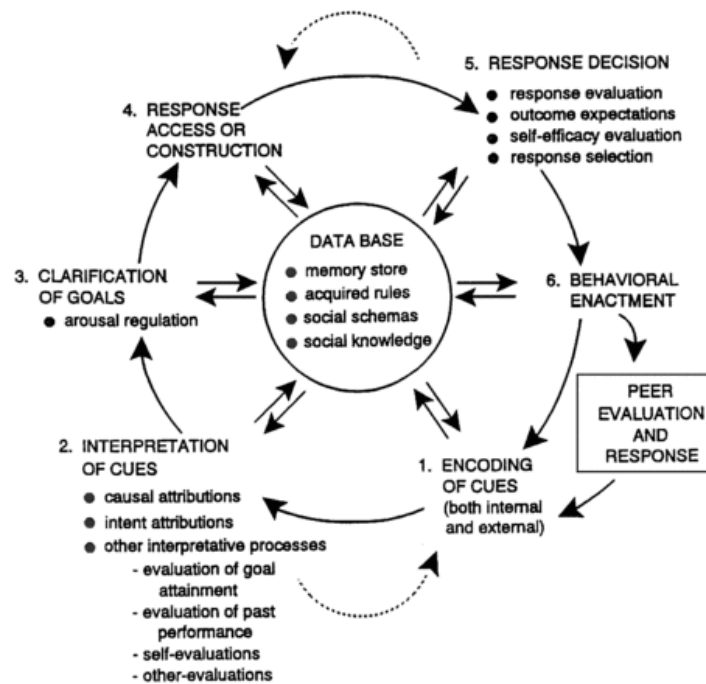 1. ENCODING
OF CUES
(both internal
and external)
2. INTERPRETATION
OF CUES
● causal attributions
● intent attributions
● other interpretative processes
- evaluation of goal
attainment
- evaluation of past
performance
- self-evaluations
- other-evaluations
3. CLARIFICATION
OF GOALS
● arousal regulation
4. RESPONSE
ACCESS OR
CONSTRUCTION
5. RESPONSE DECISION
● response evaluation
● outcome expectations
● self-efficacy evaluation
● response selection
6. BEHAVIORAL
ENACTMENT
PEER
EVALUATION
AND
RESPONSE
DATA BASE
● memory store
● acquired rules
● social schemas
● social knowledge